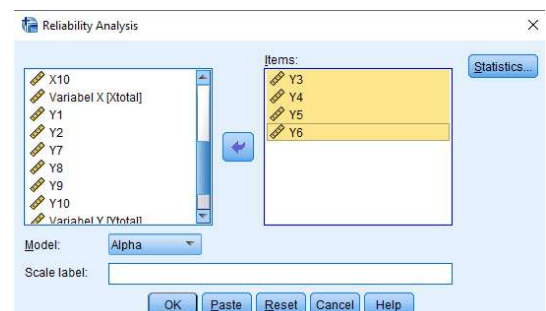 Reliability Analysis
Items:
Statistics...
X10
Variabel X [Xtotal]
Y1
Y2
Y7
Y8
Y9
Y10
Variabel Y [Ytotal]
Y3
Y4
Y5
Y6
Model:
Alpha
Scale label:
OK
Paste
Reset
Cancel
Help